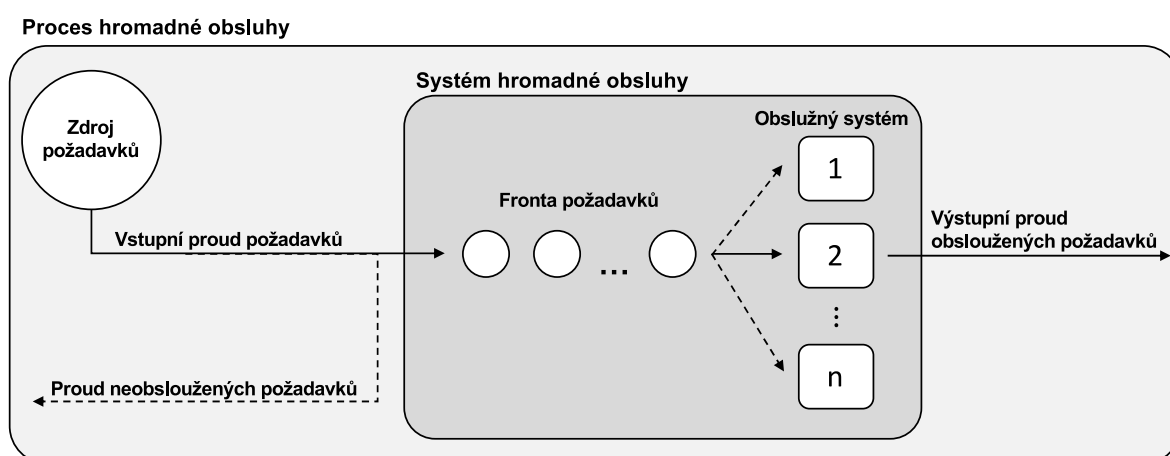 Proces hromadné obsluhy
Systém hromadné obsluhy
Zdroj
požadavků
Obslužný systém
1
Fronta požadavků
Vstupní proud požadavků
...
2
Výstupní proud
obsloužených požadavků
⋮
n
Proud neobsloužených požadavků